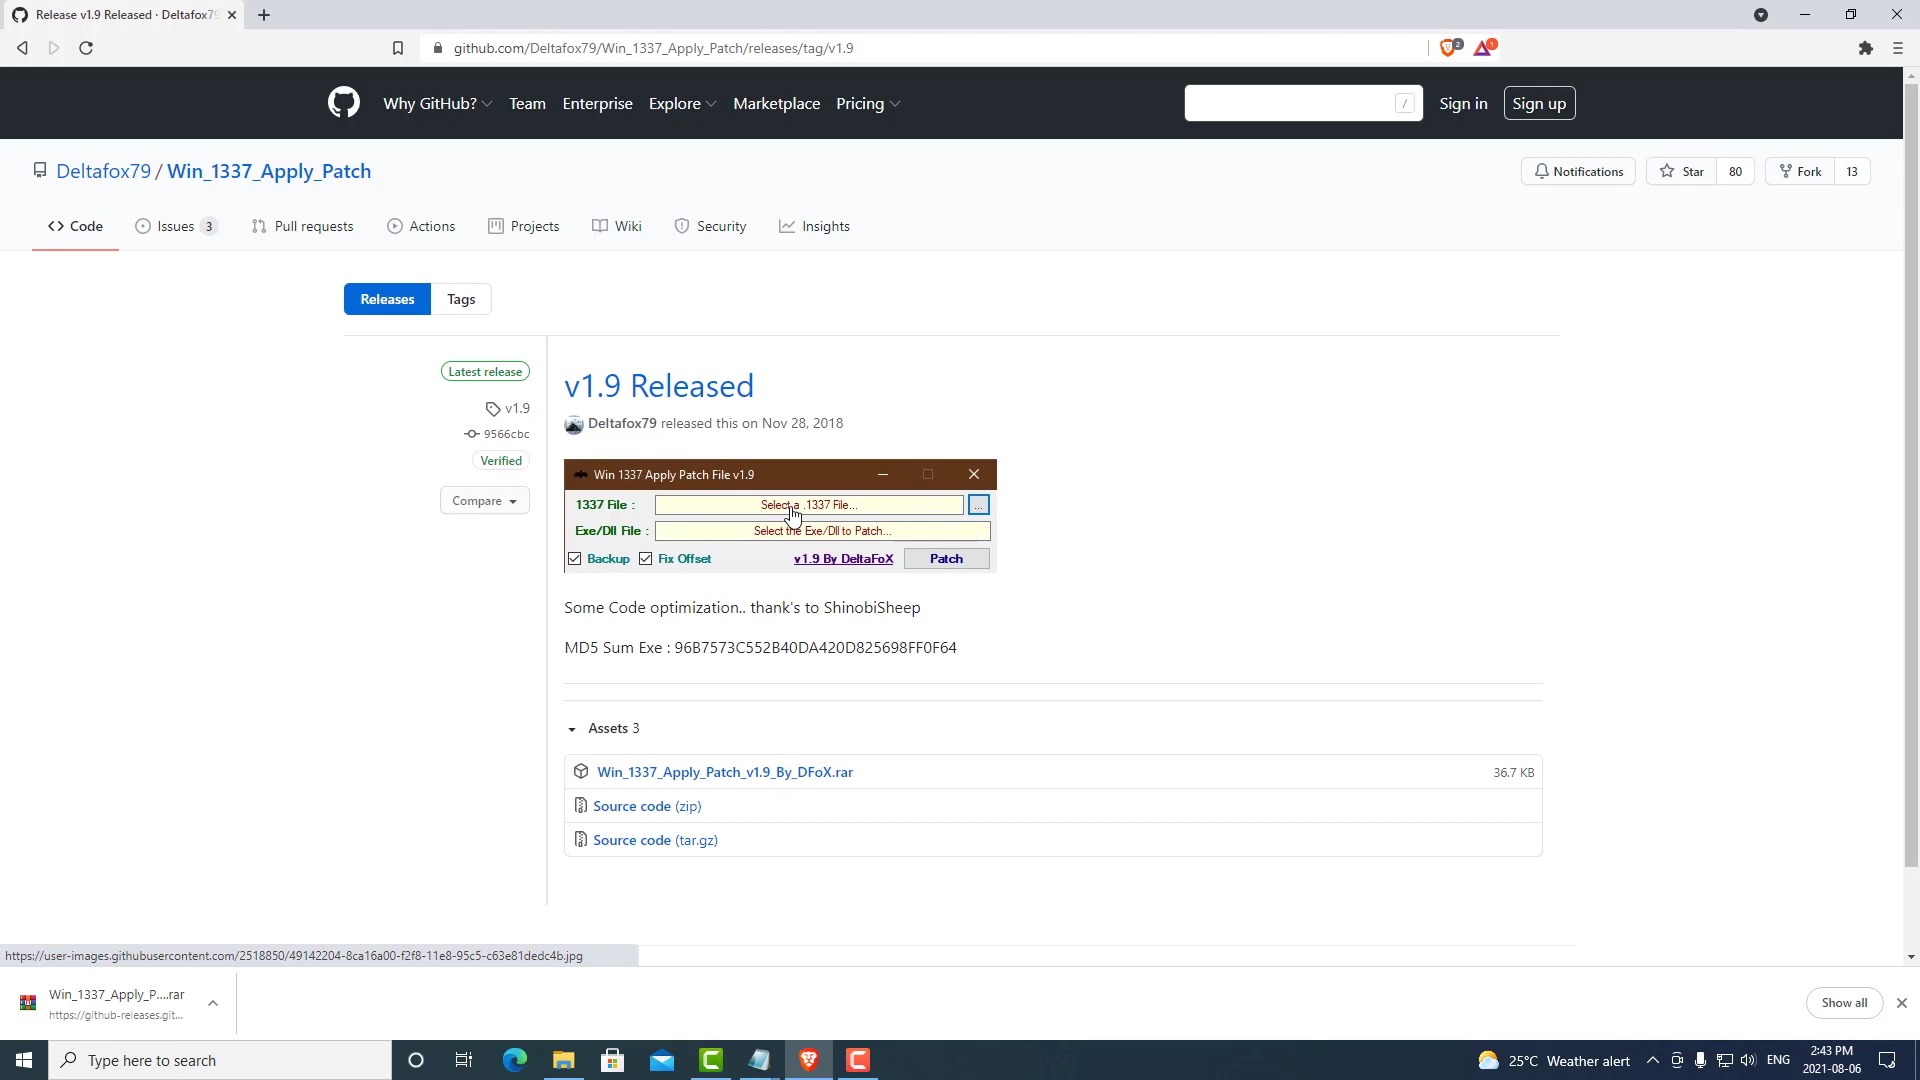 Release v1.9 Released · Deltafox79
github.com/Deltafox79/Win_1337_Apply_Patch/releases/tag/v1.9
2
1
Why GitHub?
Team
Enterprise
Explore
Marketplace
Pricing
/
Sign in
Sign up
Deltafox79 / Win_1337_Apply_Patch
Notifications
Star
80
Fork
13
Code
Issues 3
Pull requests
Actions
Projects
Wiki
Security
Insights
Releases
Tags
Latest release
v1.9
9566cbc
Verified
Compare
v1.9 Released
Deltafox79 released this on Nov 28, 2018
Win 1337 Apply Patch File v1.9
1337 File :
Select a .1337 File...
...
Exe/Dll File :
Select the Exe/Dll to Patch...
Backup
Fix Offset
v1.9 By DeltaFoX
Patch
Some Code optimization.. thank's to ShinobiSheep
MD5 Sum Exe : 96B7573C552B40DA420D825698FF0F64
Assets 3
Win_1337_Apply_Patch_v1.9_By_DFoX.rar
36.7 KB
Source code (zip)
Source code (tar.gz)
https://user-images.githubusercontent.com/2518850/49142204-8ca16a00-f2f8-11e8-95c5-c63e81dedc4b.jpg
Win_1337_Apply_P....rar
https://github-releases.git...
Show all
Type here to search
25°C Weather alert
ENG
2:43 PM
2021-08-06